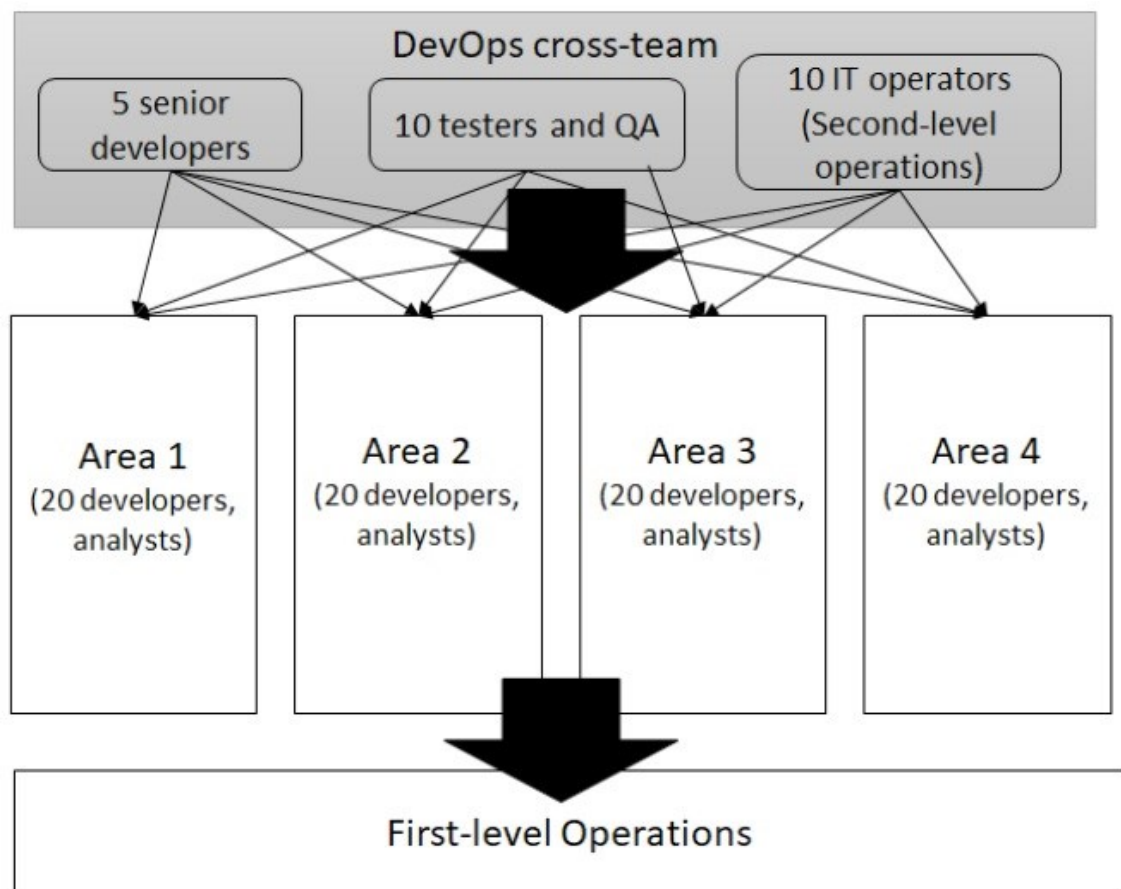 DevOps cross-team
5 senior
developers
10 testers and QA
10 IT operators
(Second-level
operations)
Area 1
(20 developers,
analysts)
Area 2
(20 developers,
analysts)
Area 3
(20 developers,
analysts)
Area 4
(20 developers,
analysts)
First-level Operations